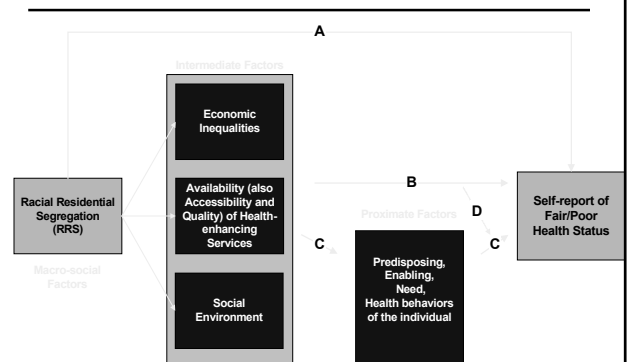 A
Intermediate Factors
Economic
Inequalities
Racial Residential
Segregation
(RRS)
Macro-social
Factors
Availability (also
Accessibility and
Quality) of Health-
enhancing
Services
Social
Environment
B
D
C
C
Proximate Factors
Predisposing,
Enabling,
Need,
Health behaviors
of the individual
Self-report of
Fair/Poor
Health Status